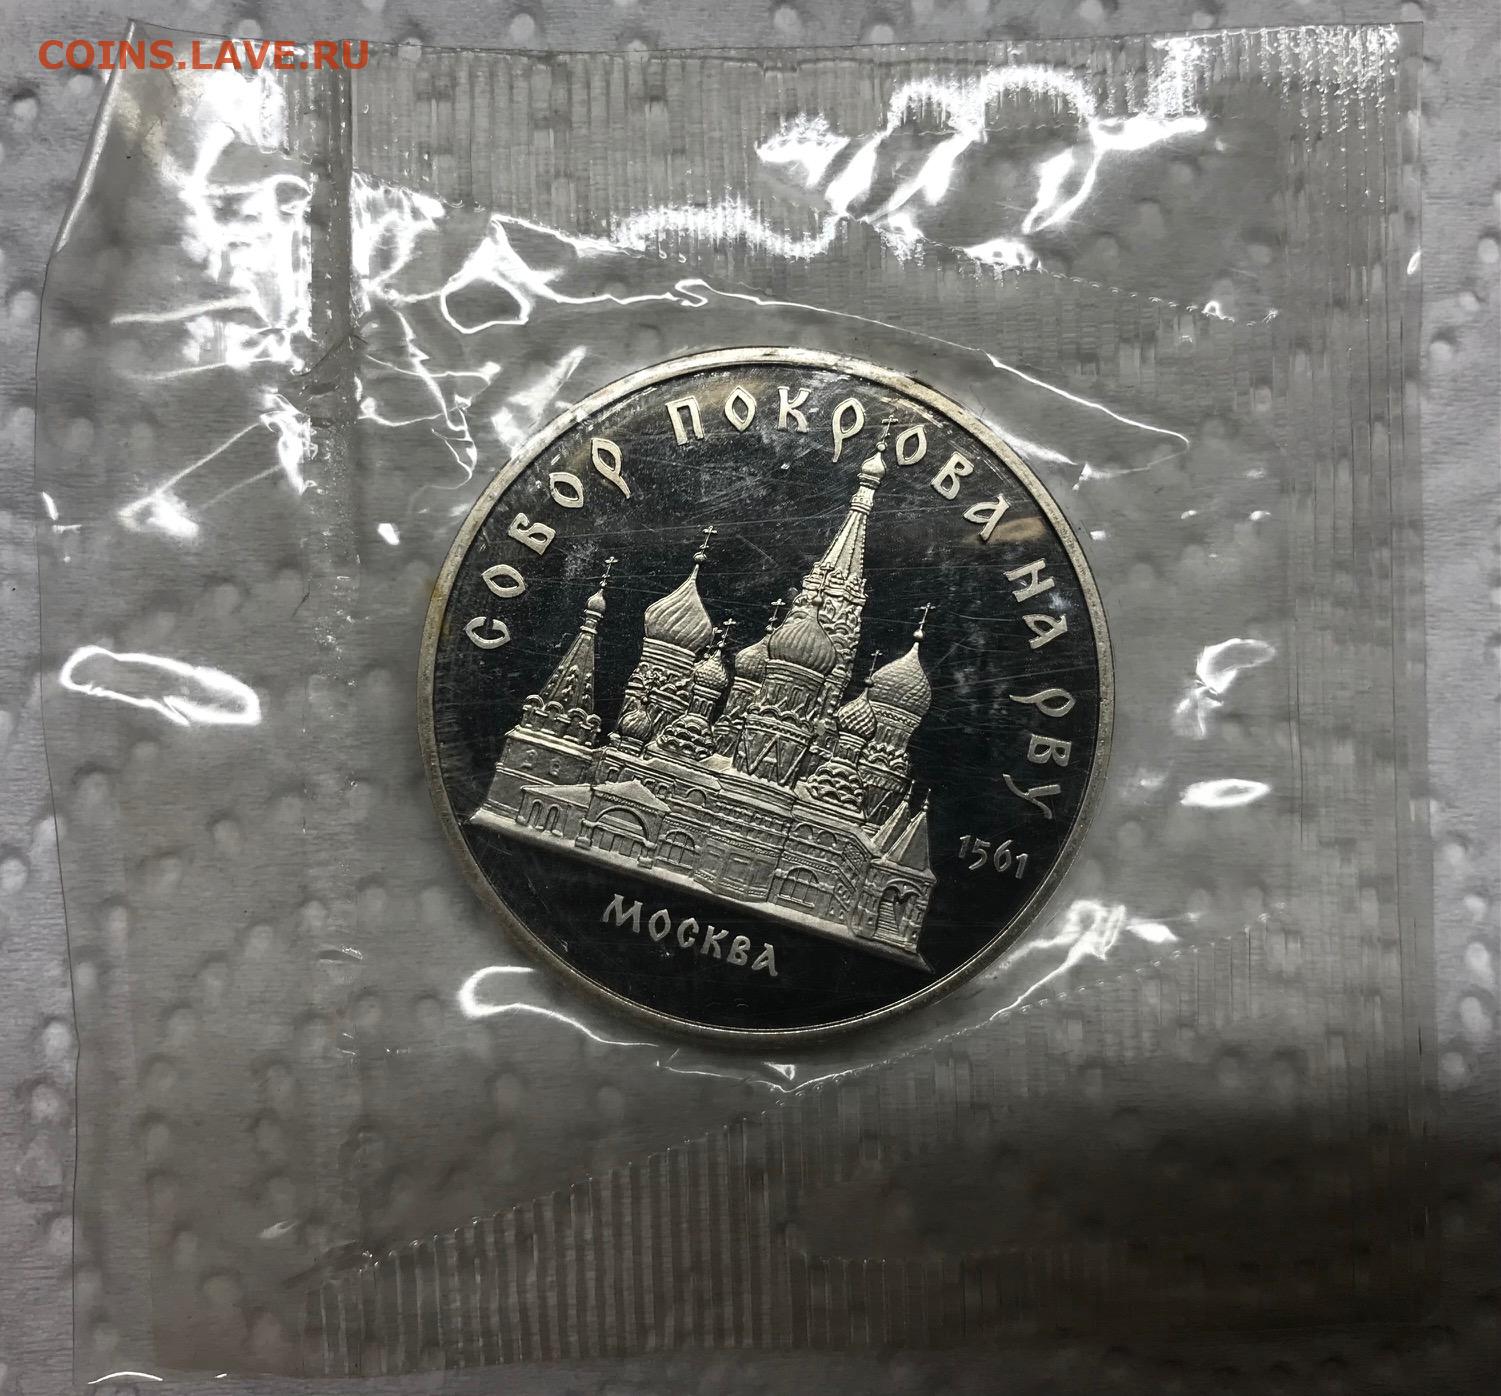 COINS.LAVE.RU
СОБОР ПОКРОВА НА РВУ
1561
МОСКВА